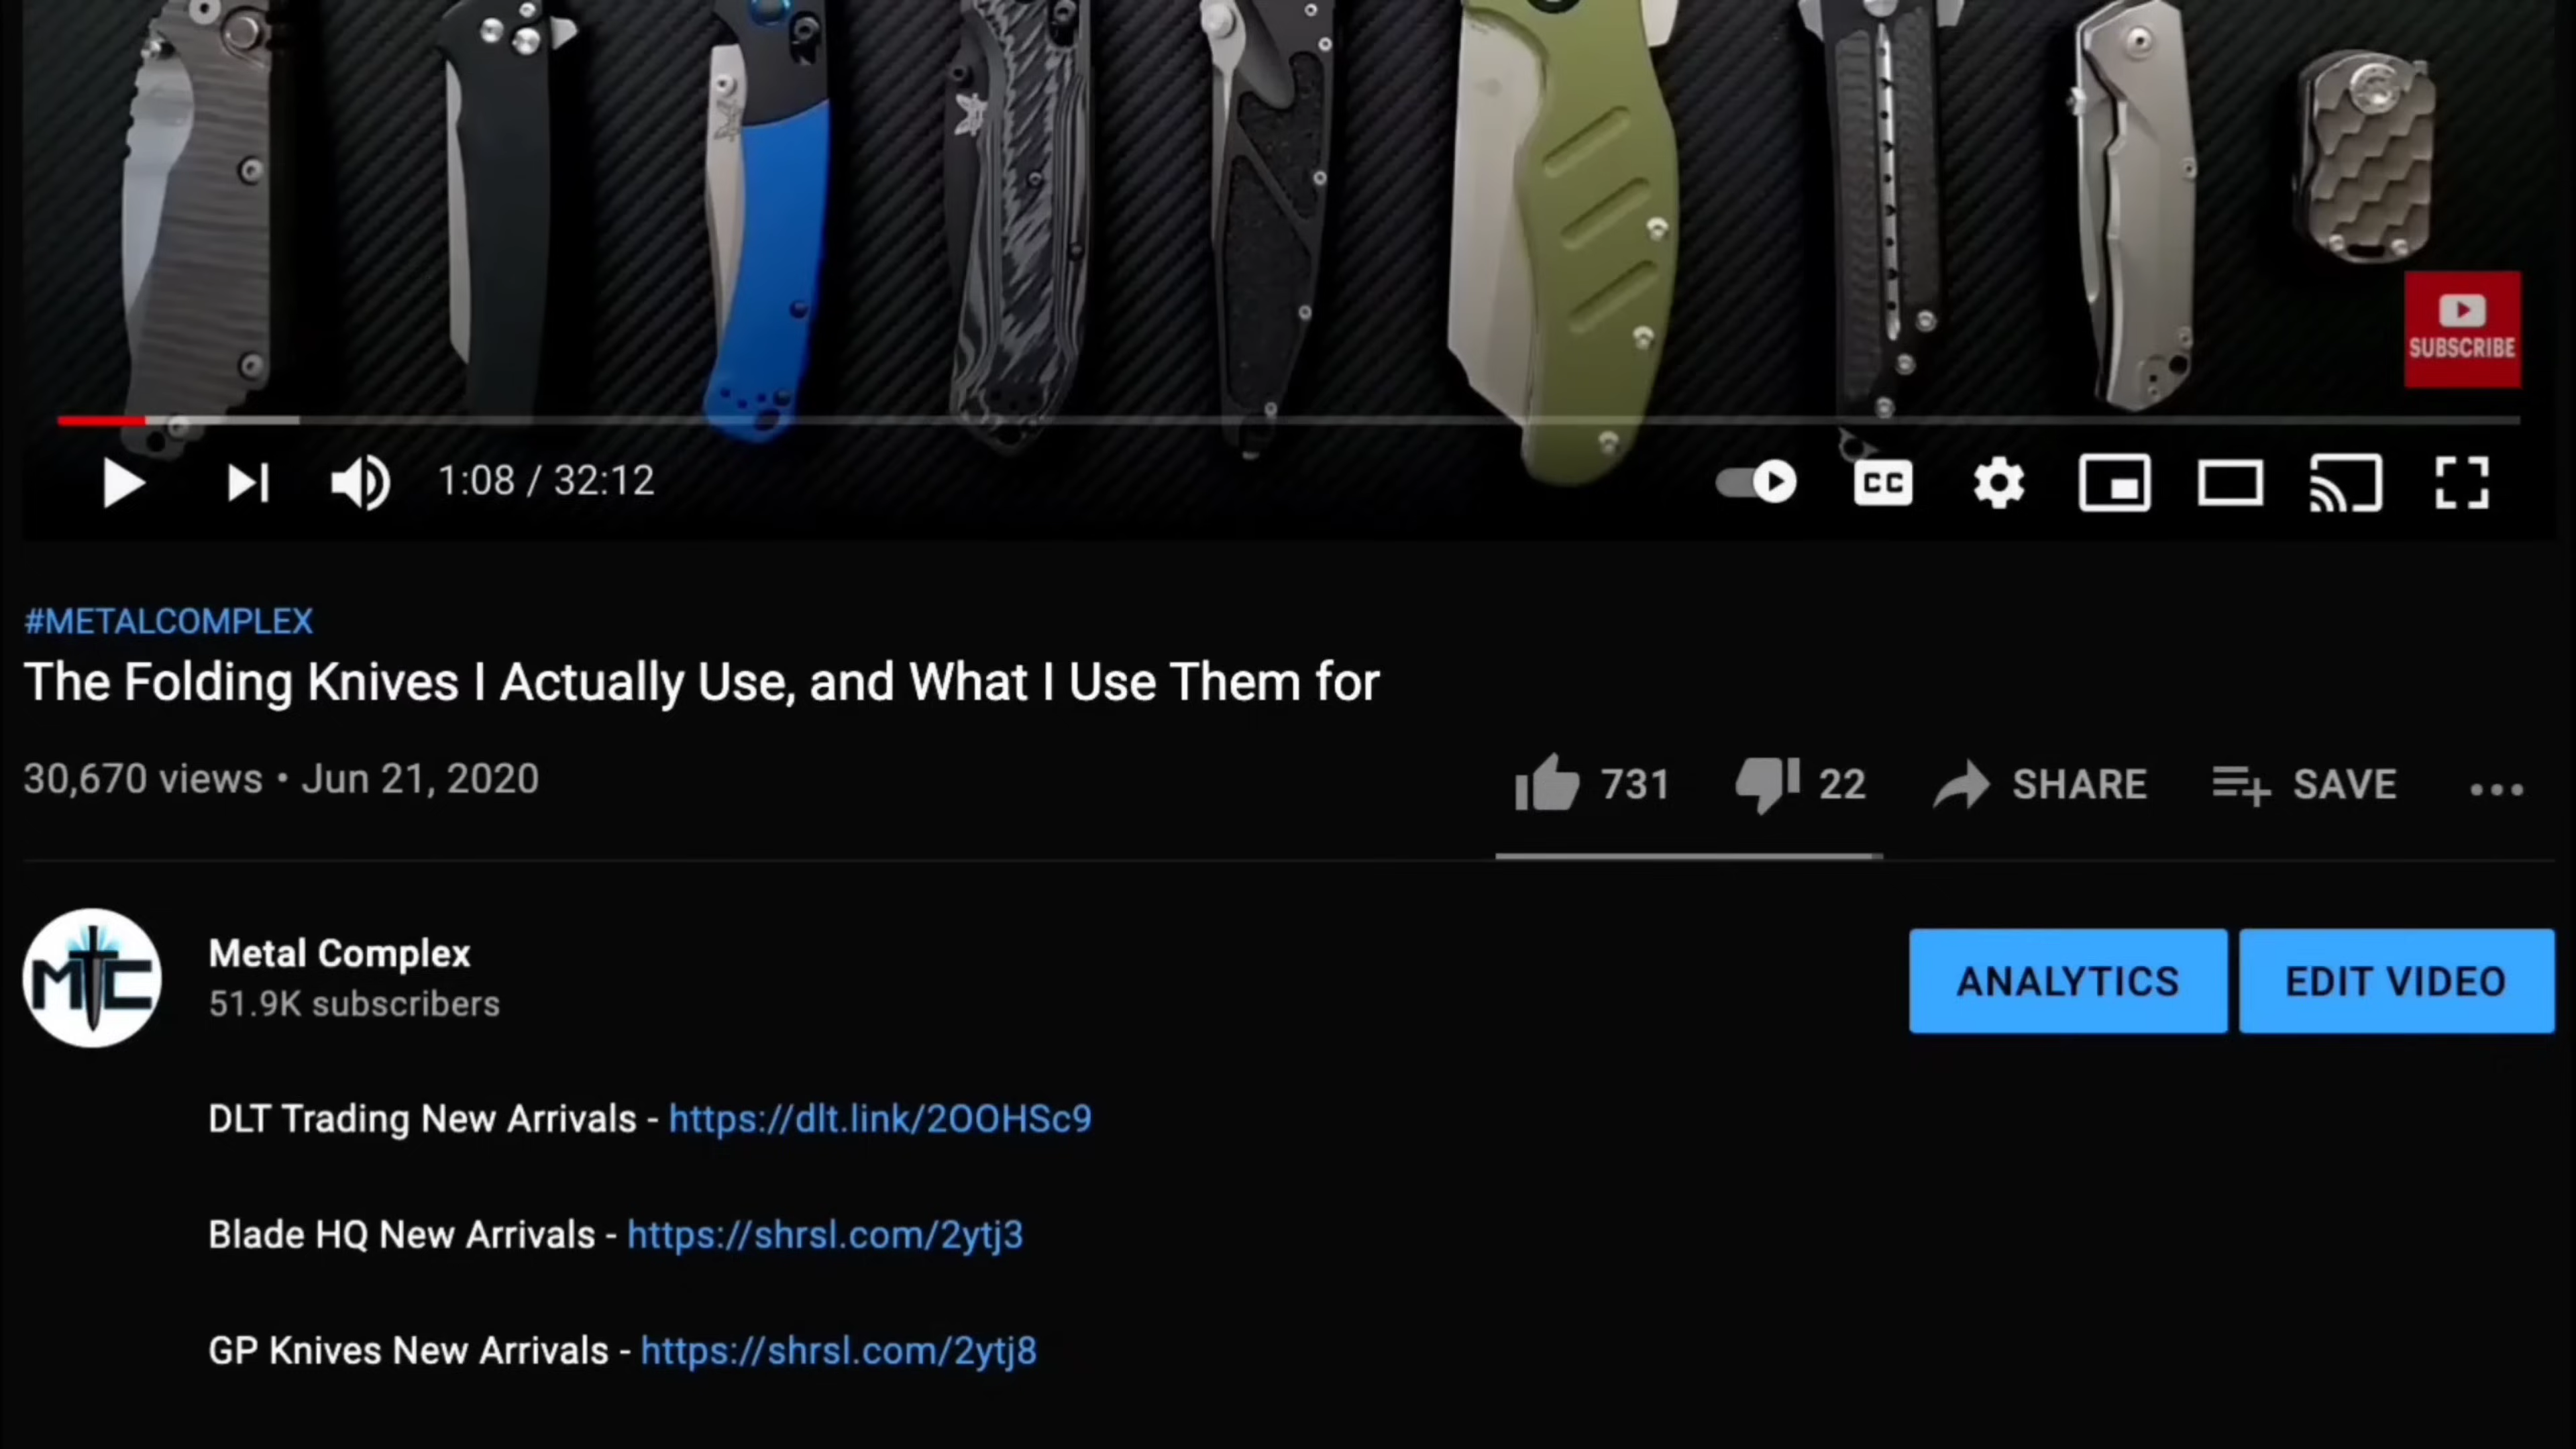 SUBSCRIBE
1:08 / 32:12
CC
#METALCOMPLEX
The Folding Knives I Actually Use, and What I Use Them for
30,670 views • Jun 21, 2020
731
22
SHARE
SAVE
MTC
Metal Complex
51.9K subscribers
ANALYTICS
EDIT VIDEO
DLT Trading New Arrivals - https://dlt.link/2OOHSc9
Blade HQ New Arrivals - https://shrsl.com/2ytj3
GP Knives New Arrivals - https://shrsl.com/2ytj8